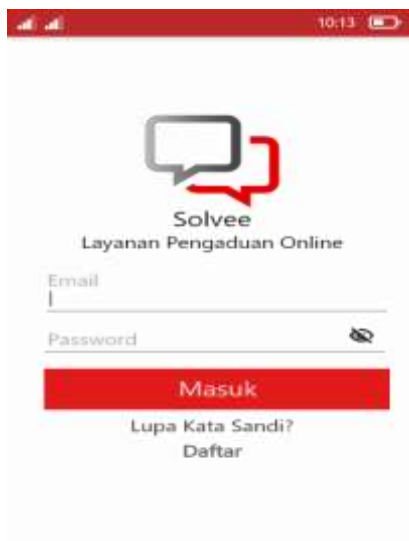 10:13
Solvee
Layanan Pengaduan Online
Email
Password
Masuk
Lupa Kata Sandi?
Daftar